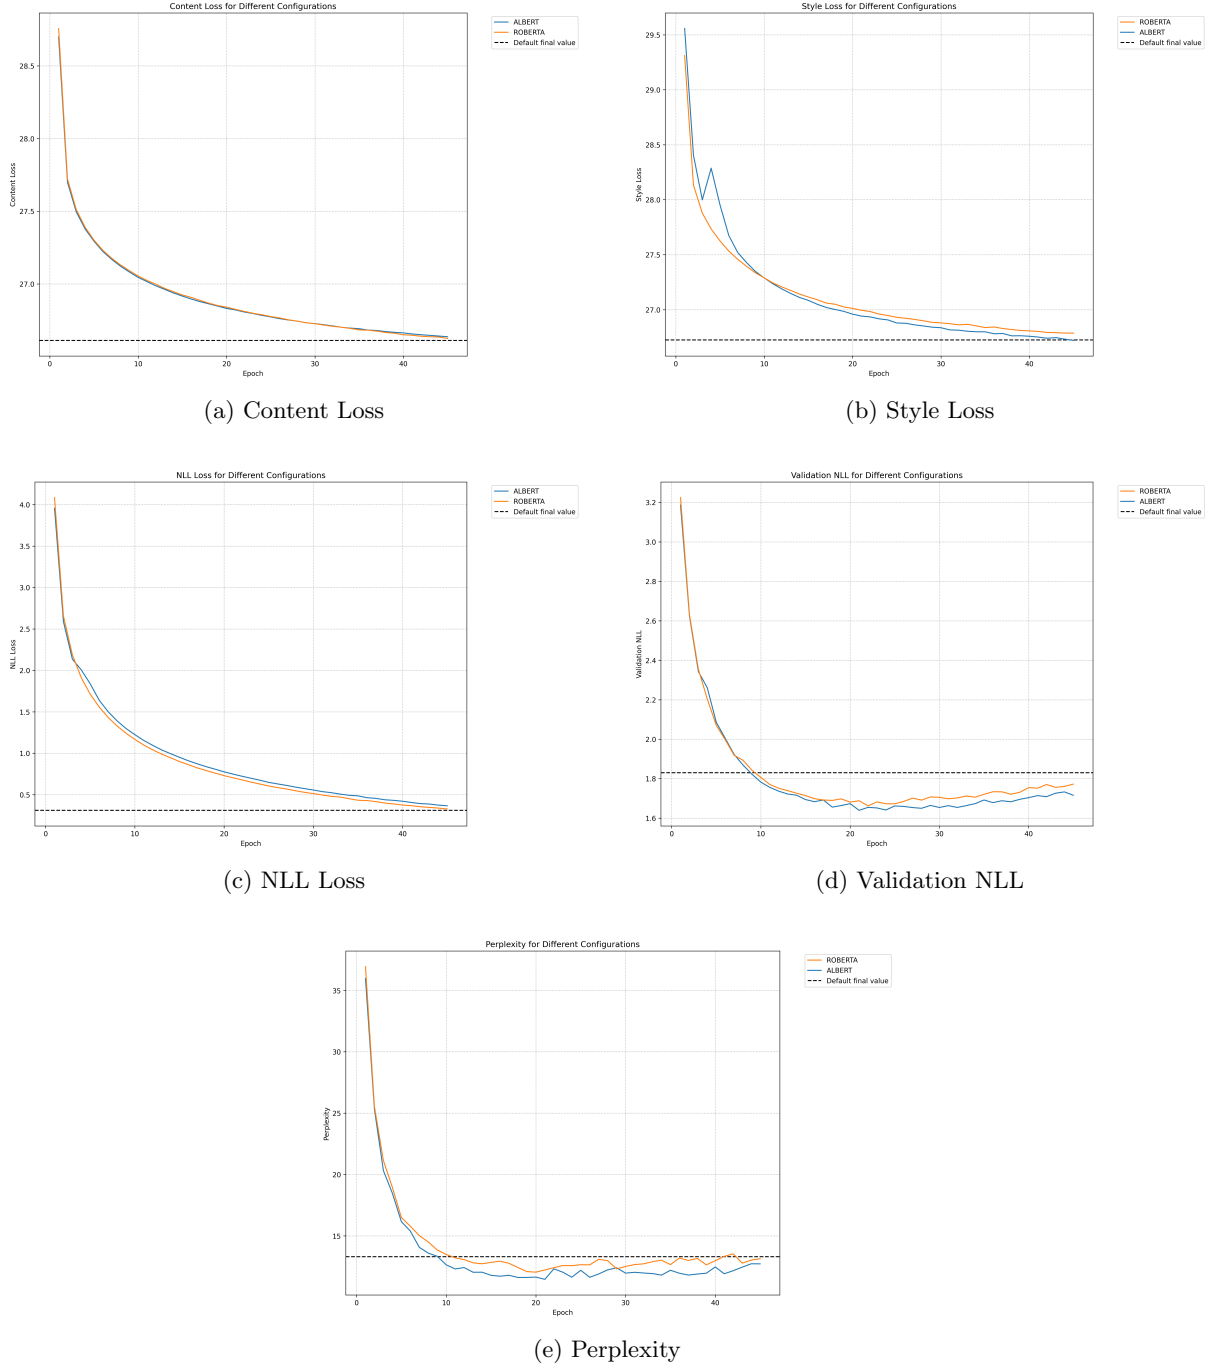 Content Loss for Different Configurations
ALBERT
ROBERTA
Default final value
28.5
28.0
27.5
27.0
Content Loss
0 10 20 30 40
Epoch
(a) Content Loss
Style Loss for Different Configurations
ROBERTA
ALBERT
Default final value
29.5
29.0
28.5
28.0
27.5
27.0
Style Loss
0 10 20 30 40
Epoch
(b) Style Loss
NLL Loss for Different Configurations
ALBERT
ROBERTA
Default final value
4.0
3.5
3.0
2.5
2.0
1.5
1.0
0.5
NLL Loss
0 10 20 30 40
Epoch
(c) NLL Loss
Validation NLL for Different Configurations
ROBERTA
ALBERT
Default final value
3.2
3.0
2.8
2.6
2.4
2.2
2.0
1.8
1.6
Validation NLL
0 10 20 30 40
Epoch
(d) Validation NLL
Perplexity for Different Configurations
ROBERTA
ALBERT
Default final value
35
30
25
20
15
Perplexity
0 10 20 30 40
Epoch
(e) Perplexity